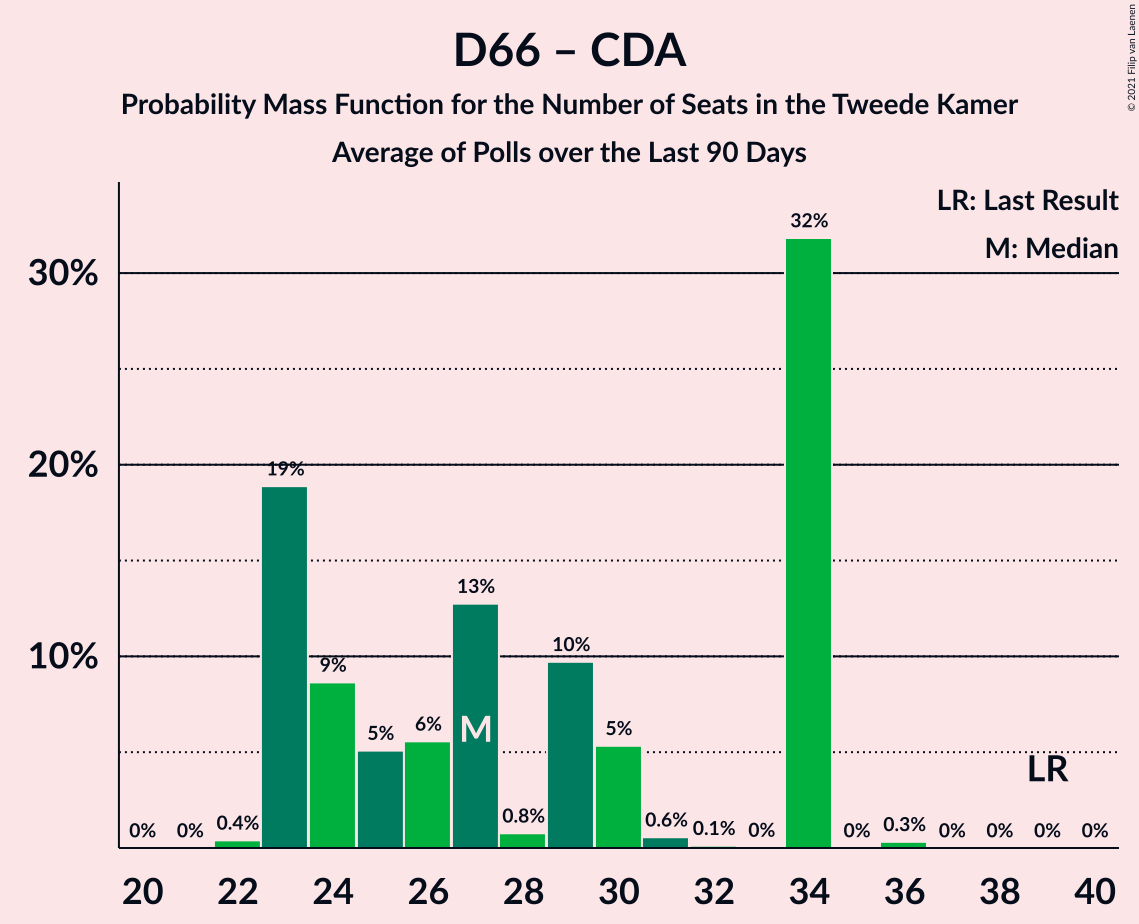 D66 – CDA
Probability Mass Function for the Number of Seats in the Tweede Kamer
Average of Polls over the Last 90 Days
© 2021 Filip van Laenen
LR: Last Result
M: Median
30%
20%
10%
0% 0% 0.4% 19% 9% 5% 6% 13% 0.8% 10% 5% 0.6% 0.1% 0% 32% 0% 0.3% 0% 0% 0% 0%
M
LR
20 22 24 26 28 30 32 34 36 38 40